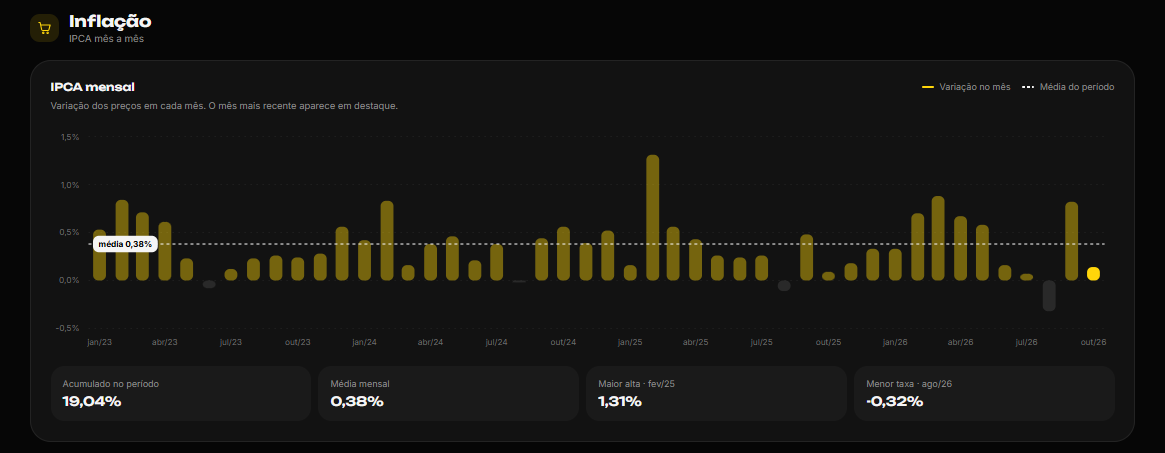 Inflação
IPCA mês a mês
IPCA mensal
Variação no mês
Média do período
Variação dos preços em cada mês. O mês mais recente aparece em destaque.
1,5%
1,0%
0,5%
média 0,38%
0,0%
-0,5%
jan/23 abr/23 jul/23 out/23 jan/24 abr/24 jul/24 out/24 jan/25 abr/25 jul/25 out/25 jan/26 abr/26 jul/26 out/26
Acumulado no período
19,04%
Média mensal
0,38%
Maior alta · fev/25
1,31%
Menor taxa · ago/26
-0,32%